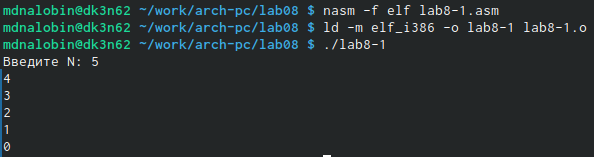 mdnalobin@dk3n62 ~/work/arch-pc/lab08 $ nasm -f elf lab8-1.asm
mdnalobin@dk3n62 ~/work/arch-pc/lab08 $ ld -m elf_i386 -o lab8-1 lab8-1.o
mdnalobin@dk3n62 ~/work/arch-pc/lab08 $ ./lab8-1
Введите N: 5
4
3
2
1
0